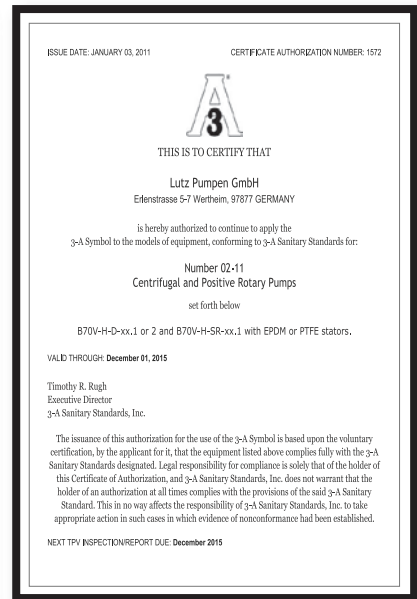 ISSUE DATE: JANUARY 03, 2011 CERTIFICATE AUTHORIZATION NUMBER: 1572
A
3
THIS IS TO CERTIFY THAT
Lutz Pumpen GmbH
Erlenstrasse 5-7 Wertheim, 97877 GERMANY
is hereby authorized to continue to apply the
3-A Symbol to the models of equipment, conforming to 3-A Sanitary Standards for:
Number 02-11
Centrifugal and Positive Rotary Pumps
set forth below
B70V-H-D-xx.1 or 2 and B70V-H-SR-xx.1 with EPDM or PTFE stators.
VALID THROUGH: December 01, 2015
Timothy R. Rugh
Executive Director
3-A Sanitary Standards, Inc.
The issuance of this authorization for the use of the 3-A Symbol is based upon the voluntary
certification, by the applicant for it, that the equipment listed above complies fully with the 3-A
Sanitary Standards designated. Legal responsibility for compliance is solely that of the holder of
this Certificate of Authorization, and 3-A Sanitary Standards, Inc. does not warrant that the
holder of an authorization at all times complies with the provisions of the said 3-A Sanitary
Standard. This in no way affects the responsibility of 3-A Sanitary Standards, Inc. to take
appropriate action in such cases in which evidence of nonconformance had been established.
NEXT TPV INSPECTION/REPORT DUE: December 2015